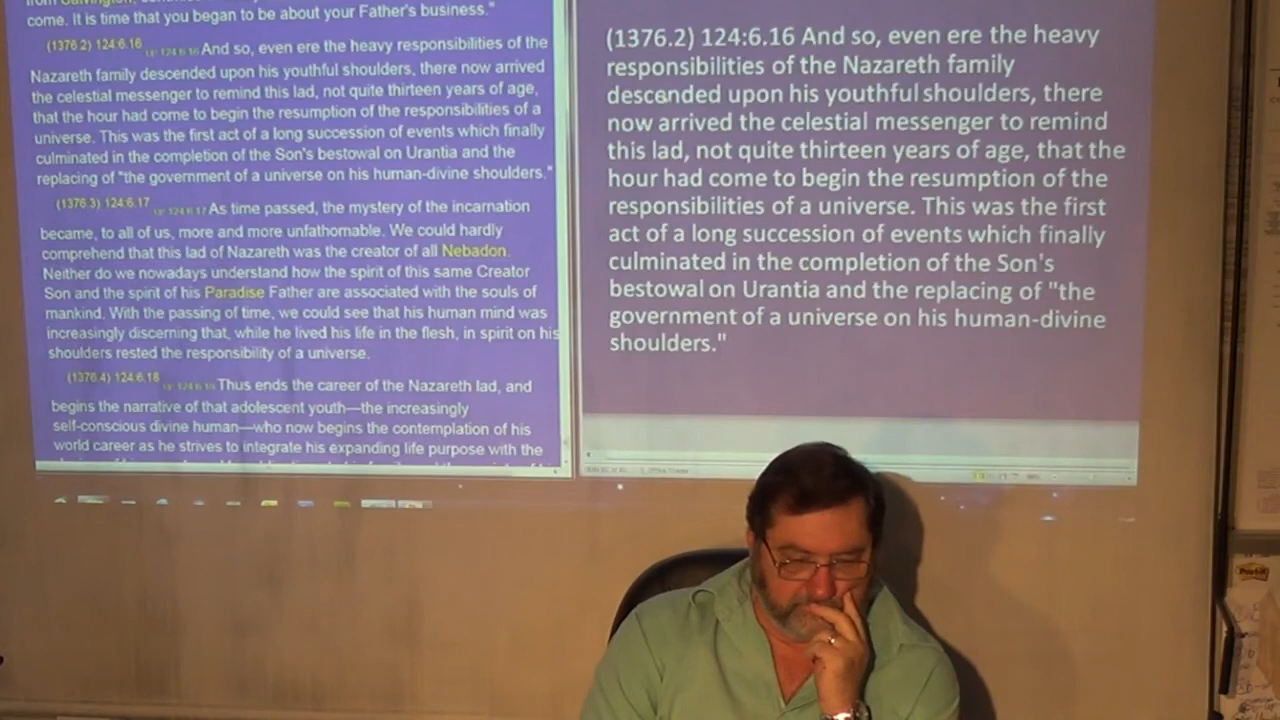 come. It is time that you began to be about your Father's business."
(1376.2) 124:6.16 And so, even ere the heavy responsibilities of the
Nazareth family descended upon his youthful shoulders, there now arrived
the celestial messenger to remind this lad, not quite thirteen years of age,
that the hour had come to begin the resumption of the responsibilities of a
universe. This was the first act of a long succession of events which finally
culminated in the completion of the Son's bestowal on Urantia and the
replacing of "the government of a universe on his human-divine shoulders."
(1376.3) 124:6.17 As time passed, the mystery of the incarnation
became, to all of us, more and more unfathomable. We could hardly
comprehend that this lad of Nazareth was the creator of all Nebadon.
Neither do we nowadays understand how the spirit of this same Creator
Son and the spirit of his Paradise Father are associated with the souls of
mankind. With the passing of time, we could see that his human mind was
increasingly discerning that, while he lived his life in the flesh, in spirit on his
shoulders rested the responsibility of a universe.
(1376.4) 124:6.18 Thus ends the career of the Nazareth lad, and
begins the narrative of that adolescent youth—the increasingly
self-conscious divine human—who now begins the contemplation of his
world career as he strives to integrate his expanding life purpose with the
(1376.2) 124:6.16 And so, even ere the heavy
responsibilities of the Nazareth family
descended upon his youthful shoulders, there
now arrived the celestial messenger to remind
this lad, not quite thirteen years of age, that the
hour had come to begin the resumption of the
responsibilities of a universe. This was the first
act of a long succession of events which finally
culminated in the completion of the Son's
bestowal on Urantia and the replacing of "the
government of a universe on his human-divine
shoulders."
Post-it